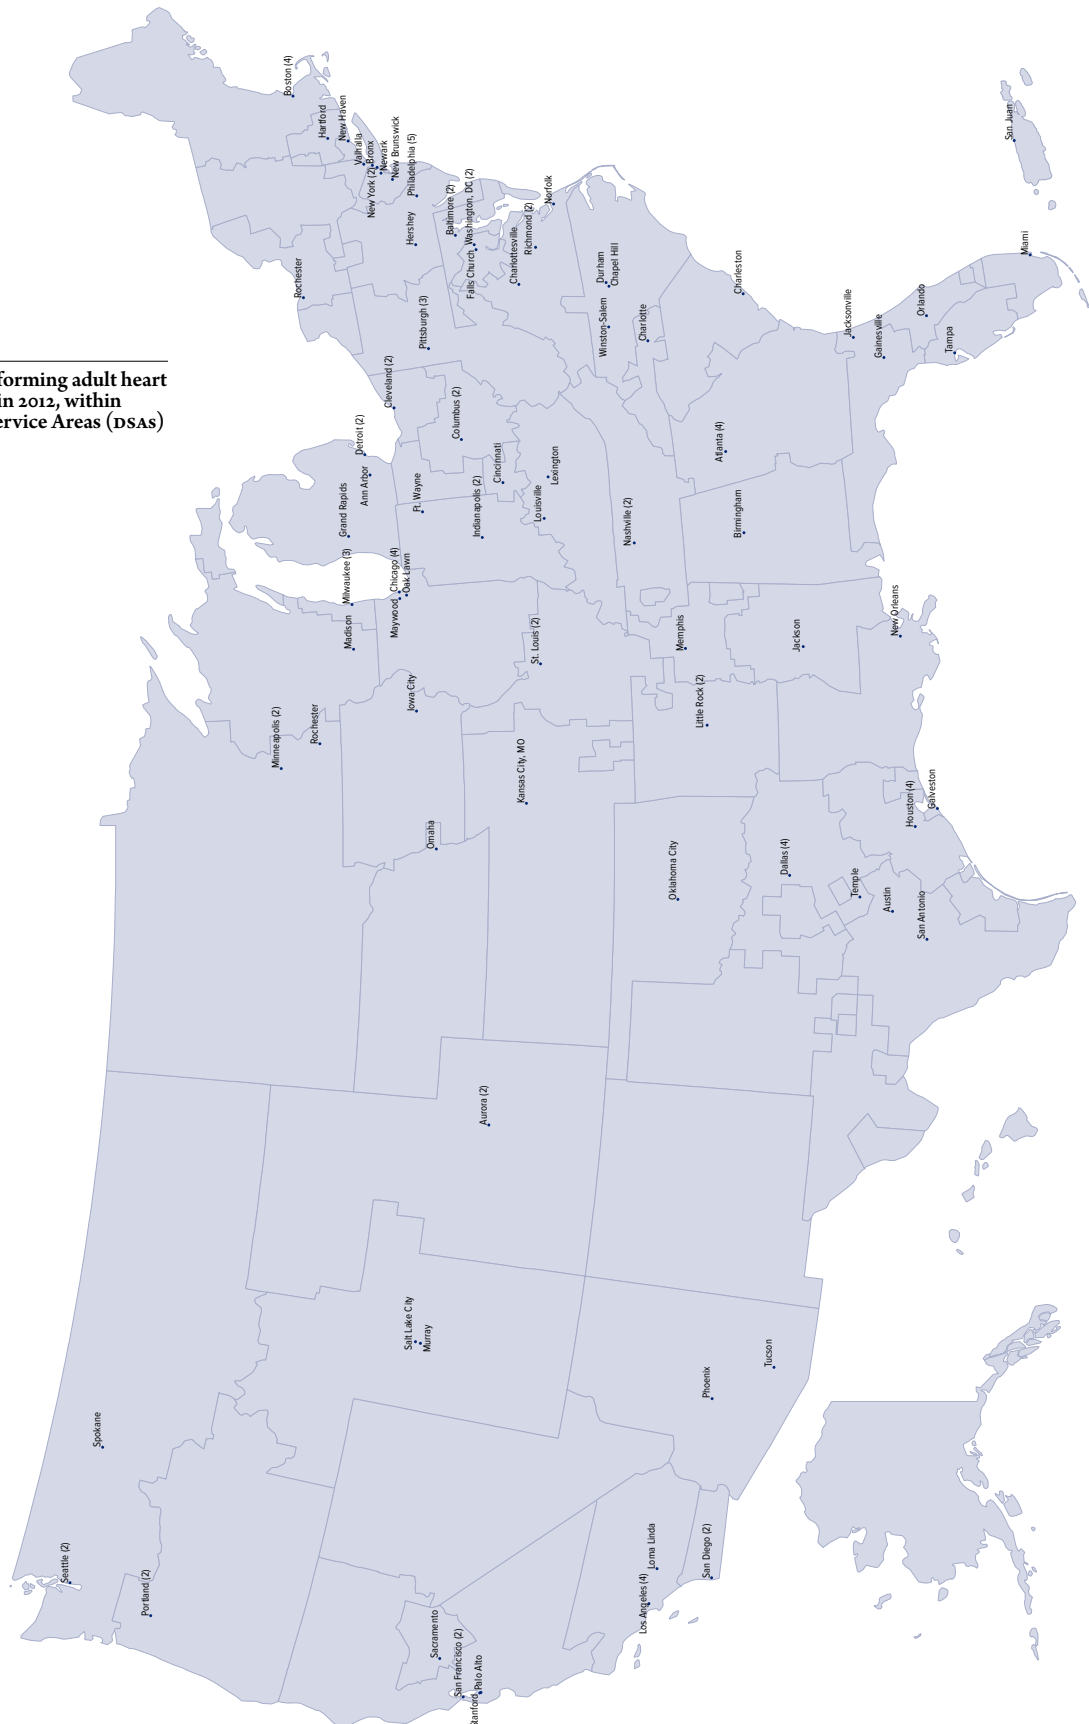 forming adult heart
in 2012, within
ervice Areas (DSAs)
Boston (4)
Hartford
New Haven
Valhalla
Bronx
Newark
New Brunswick
New York (2)
Philadelphia (5)
Hershey
Baltimore (2)
Washington, DC (2)
Falls Church
Charlottesville
Richmond (2)
Norfolk
Rochester
Pittsburgh (3)
Durham
Chapel Hill
Winston-Salem
Charlotte
Charleston
San Juan
Miami
Jacksonville
Gainesville
Orlando
Tampa
Cleveland (2)
Columbus (2)
Detroit (2)
Ann Arbor
Grand Rapids
Ft. Wayne
Cincinnati
Indianapolis (2)
Louisville
Lexington
Atlanta (4)
Nashville (2)
Birmingham
Milwaukee (3)
Madison
Chicago (4)
Oak Lawn
Maywood
St. Louis (2)
Memphis
Jackson
New Orleans
Iowa City
Minneapolis (2)
Rochester
Little Rock (2)
Kansas City, MO
Omaha
Oklahoma City
Dallas (4)
Houston (4)
Galveston
Temple
Austin
San Antonio
Aurora (2)
Salt Lake City
Murray
Phoenix
Tucson
Spokane
Seattle (2)
Portland (2)
Loma Linda
Los Angeles (4)
San Diego (2)
Sacramento
San Francisco (2)
Palo Alto
Stanford